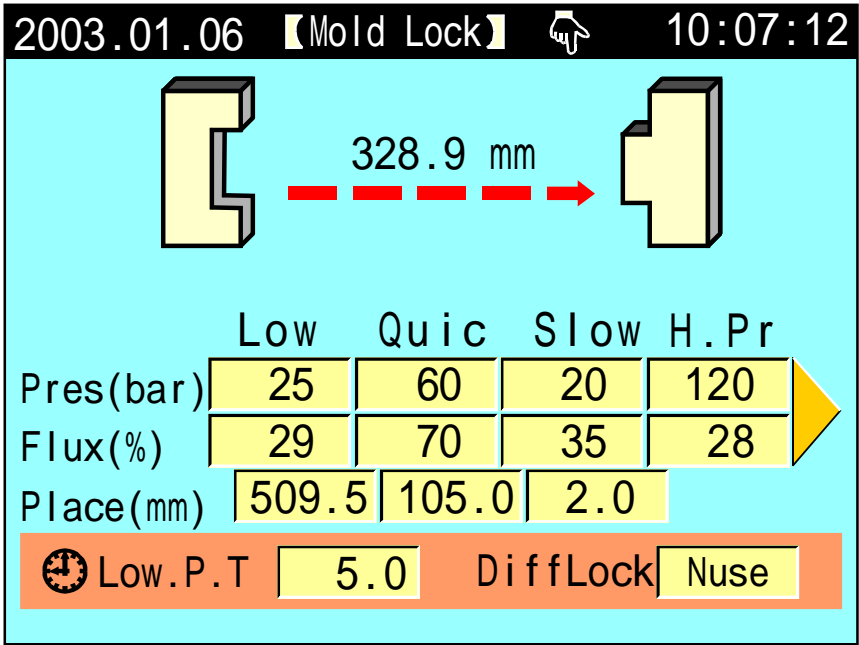 2003.01.06 【Mold Lock】 10:07:12
328.9 mm
Low Quic Slow H.Pr
Pres(bar) 25 60 20 120
Flux(%) 29 70 35 28
Place(mm) 509.5 105.0 2.0
Low.P.T 5.0 DiffLock Nuse